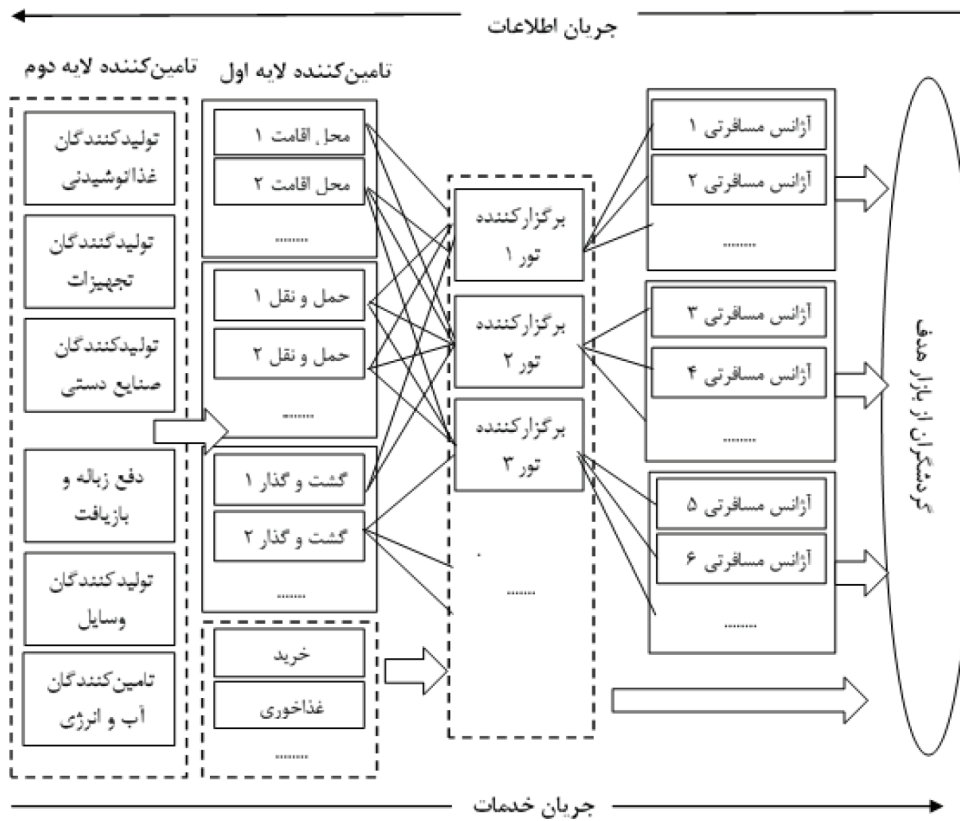 جریان اطلاعات
تامین‌کننده لایه دوم
تولیدکنندگان
غذانوشیدنی
تولیدگنندگان
تجهیزات
تولیدکنندگان
صنایع دستی
دفع زباله و
بازیافت
تولیدکنندگان
وسایل
تامین‌کنندگان
آب و انرژی
تامین‌کننده لایه اول
محل اقامت ۱
محل اقامت ۲
........
حمل و نقل ۱
حمل و نقل ۲
........
گشت و گذار ۱
گشت و گذار ۲
........
خرید
غذاخوری
.........
برگزارکننده
تور ۱
برگزارکننده
تور ۲
برگزارکننده
تور ۳
........
آژانس مسافرتی ۱
آژانس مسافرتی ۲
.........
آژانس مسافرتی ۳
آژانس مسافرتی ۴
.........
آژانس مسافرتی ۵
آژانس مسافرتی ۶
.........
گردشگران از بازار هدف
جریان خدمات